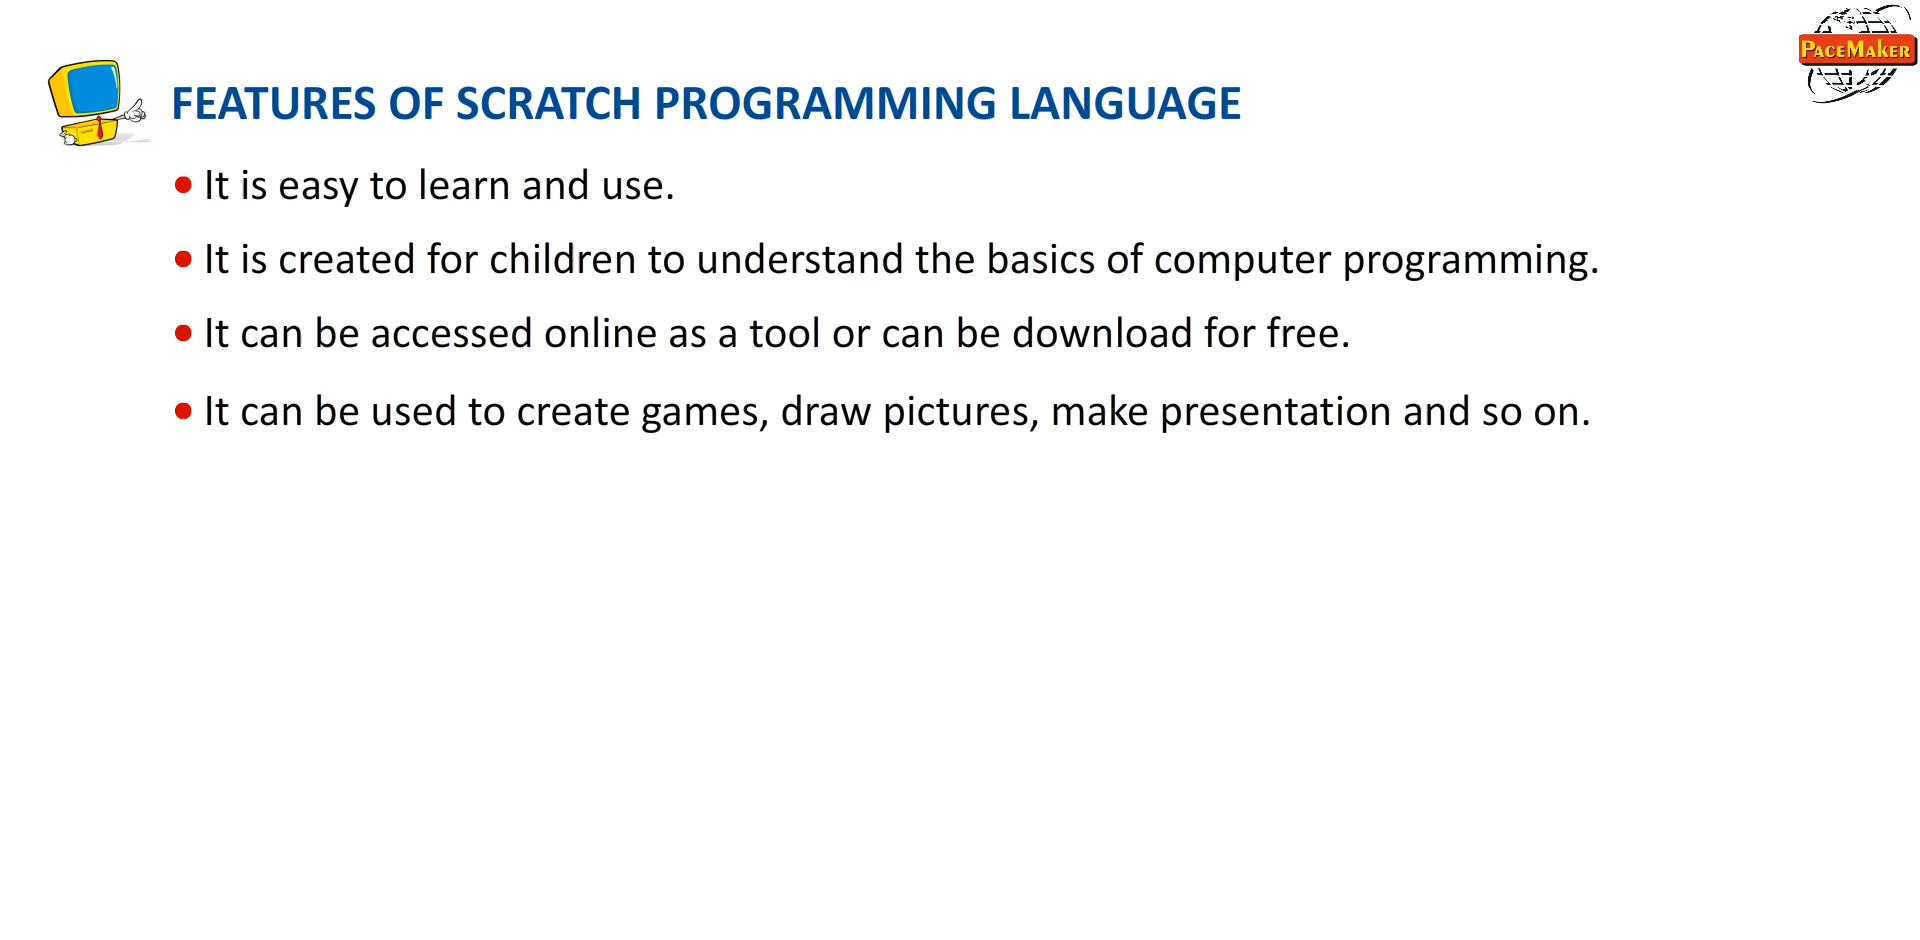 PACEMAKER
FEATURES OF SCRATCH PROGRAMMING LANGUAGE
• It is easy to learn and use.
• It is created for children to understand the basics of computer programming.
• It can be accessed online as a tool or can be download for free.
• It can be used to create games, draw pictures, make presentation and so on.